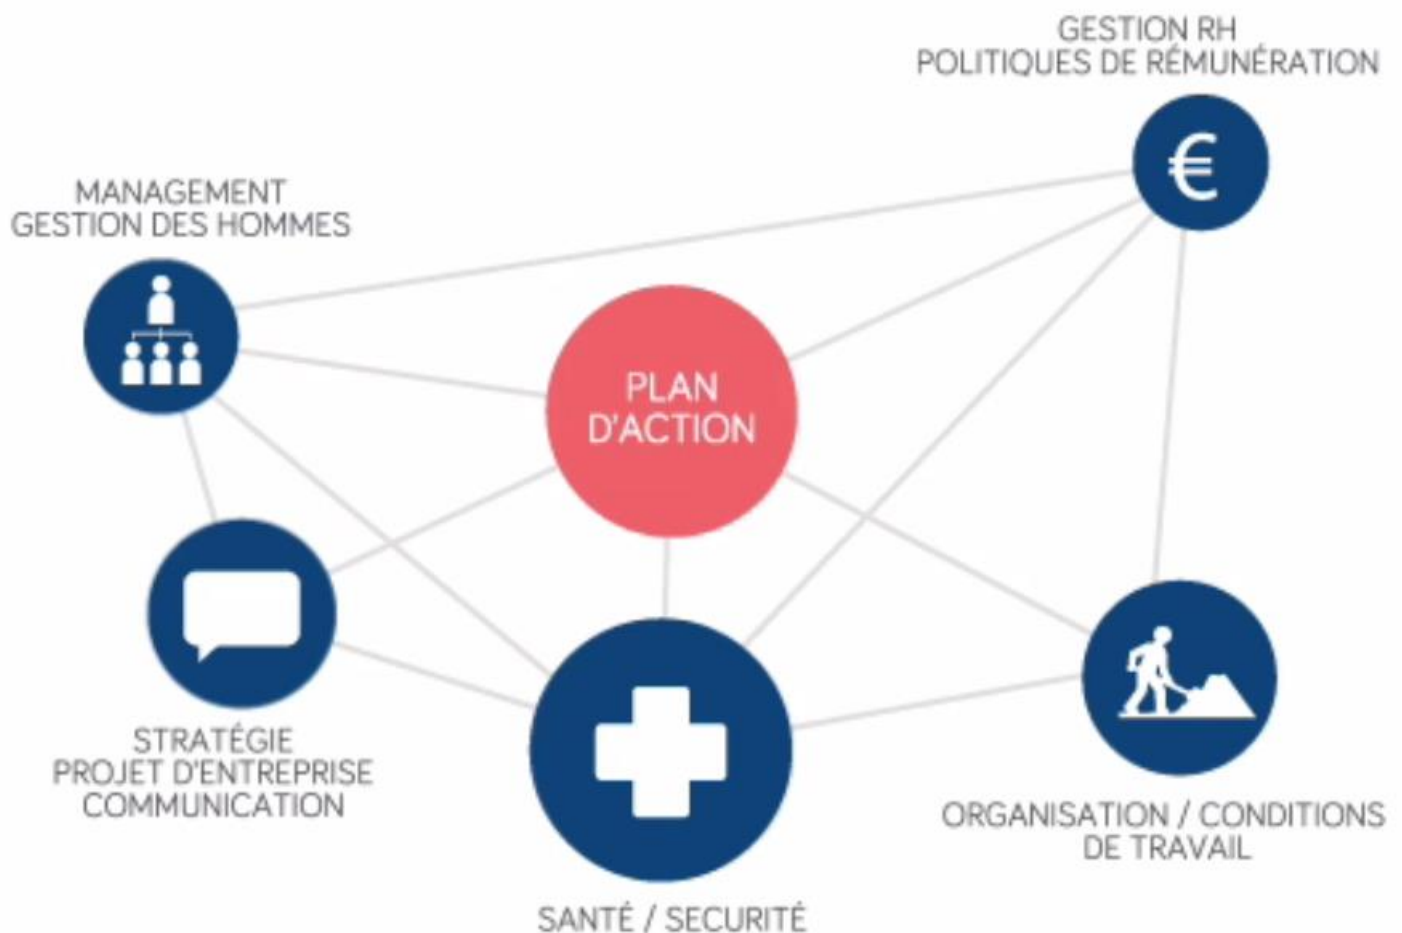 GESTION RH
POLITIQUES DE RÉMUNÉRATION
€
MANAGEMENT
GESTION DES HOMMES
PLAN
D'ACTION
STRATÉGIE
PROJET D'ENTREPRISE
COMMUNICATION
ORGANISATION / CONDITIONS
DE TRAVAIL
SANTÉ / SECURITÉ